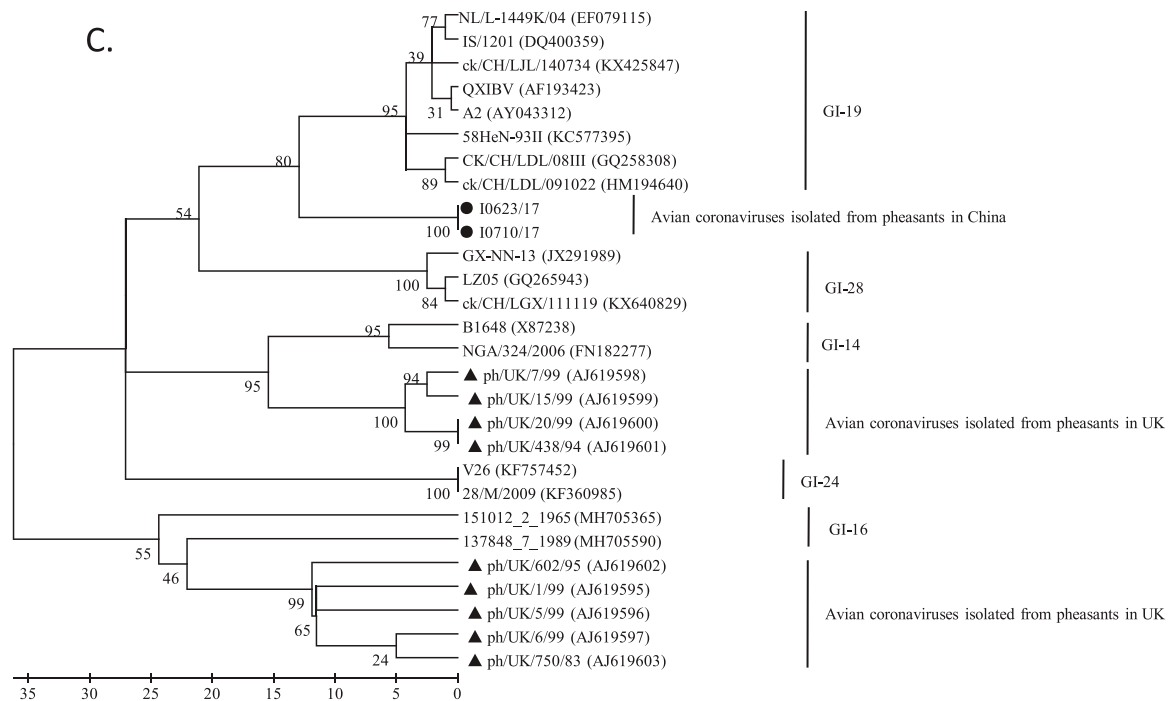 C.
77
NL/L-1449K/04 (EF079115)
IS/1201 (DQ400359)
39
ck/CH/LJL/140734 (KX425847)
QXIBV (AF193423)
31
A2 (AY043312)
95
58HeN-93II (KC577395)
CK/CH/LDL/08III (GQ258308)
89
ck/CH/LDL/091022 (HM194640)
GI-19
80
I0623/17
100
I0710/17
Avian coronaviruses isolated from pheasants in China
54
GX-NN-13 (JX291989)
100
LZ05 (GQ265943)
84
ck/CH/LGX/111119 (KX640829)
GI-28
95
B1648 (X87238)
NGA/324/2006 (FN182277)
GI-14
95
94
ph/UK/7/99 (AJ619598)
ph/UK/15/99 (AJ619599)
100
ph/UK/20/99 (AJ619600)
99
ph/UK/438/94 (AJ619601)
Avian coronaviruses isolated from pheasants in UK
V26 (KF757452)
100
28/M/2009 (KF360985)
GI-24
151012_2_1965(MH705365)
55
137848_7_1989(MH705590)
GI-16
46
ph/UK/602/95 (AJ619602)
99
ph/UK/1/99 (AJ619595)
65
ph/UK/5/99 (AJ619596)
ph/UK/6/99 (AJ619597)
24
ph/UK/750/83 (AJ619603)
Avian coronaviruses isolated from pheasants in UK
35 30 25 20 15 10 5 0